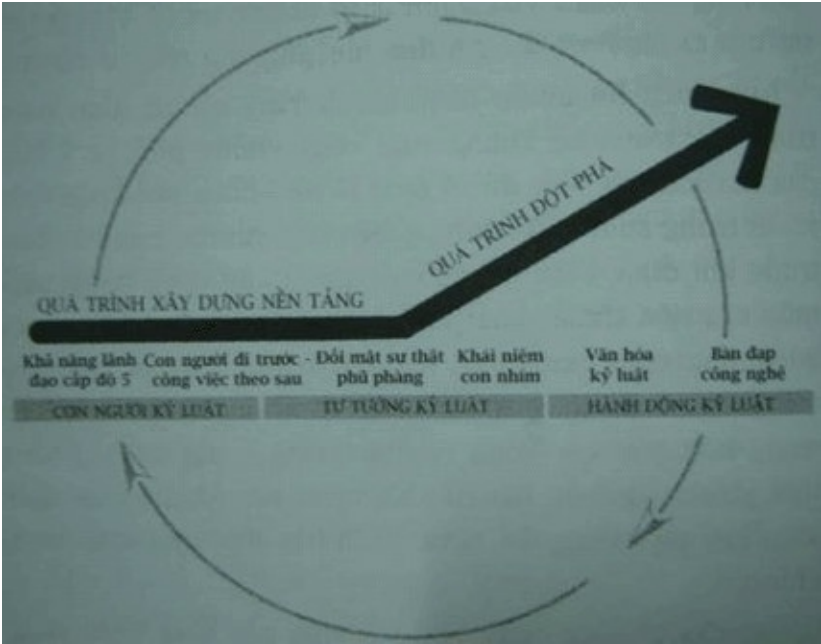 QUÁ TRÌNH ĐỘT PHÁ
QUÁ TRÌNH XÂY DỰNG NỀN TẢNG
Khả năng lãnh đạo cấp độ 5
Con người đi trước - công việc theo sau
Đối mặt sự thật phũ phàng
Khái niệm con nhím
Văn hóa kỷ luật
Bàn đạp công nghệ
CON NGƯỜI KỶ LUẬT
TƯ TƯỞNG KỶ LUẬT
HÀNH ĐỘNG KỶ LUẬT